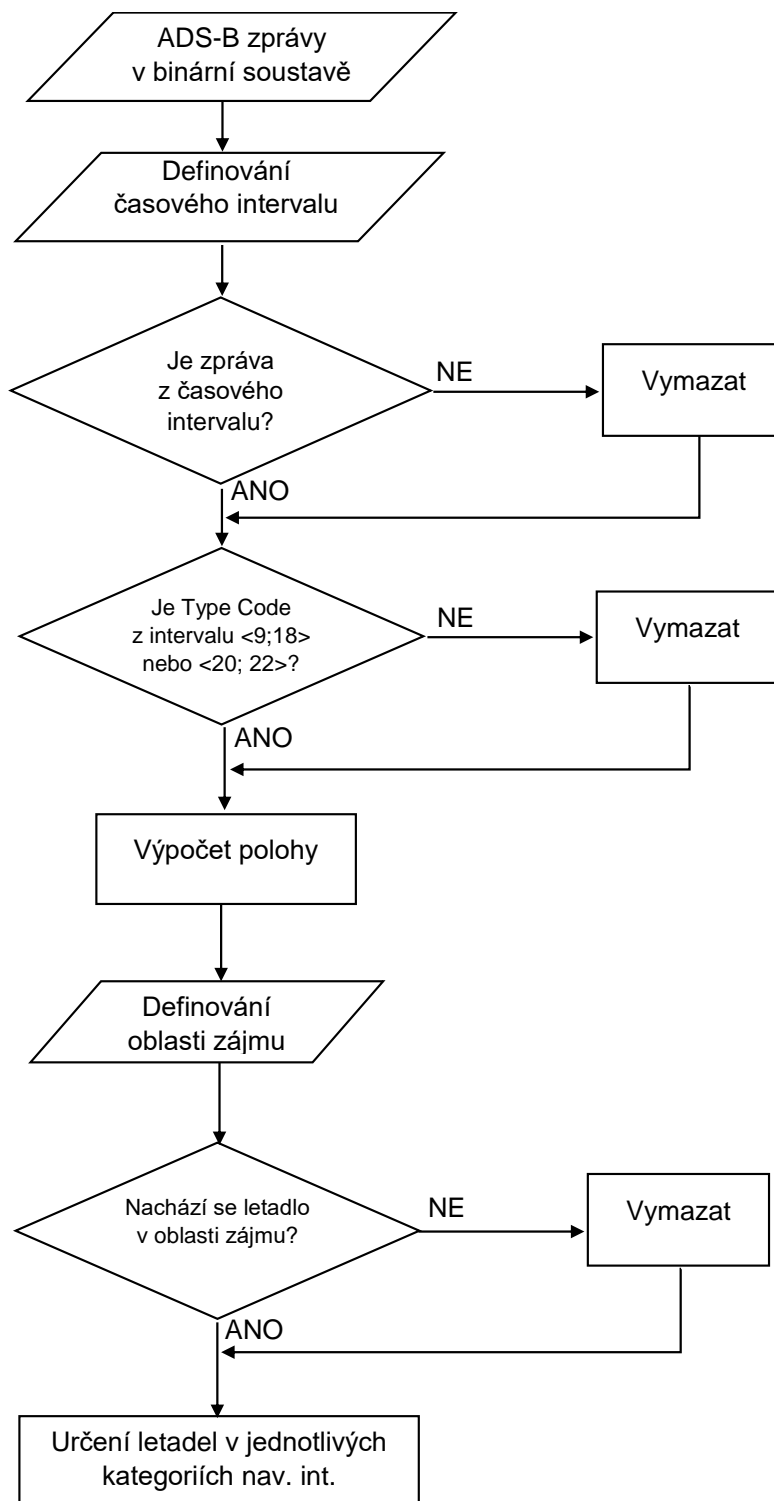 ADS-B zprávy
v binární soustavě
Definování
časového intervalu
Je zpráva
z časového
intervalu?
NE
Vymazat
ANO
Je Type Code
z intervalu <9;18>
nebo <20; 22>?
NE
Vymazat
ANO
Výpočet polohy
Definování
oblasti zájmu
Nachází se letadlo
v oblasti zájmu?
NE
Vymazat
ANO
Určení letadel v jednotlivých
kategoriích nav. int.